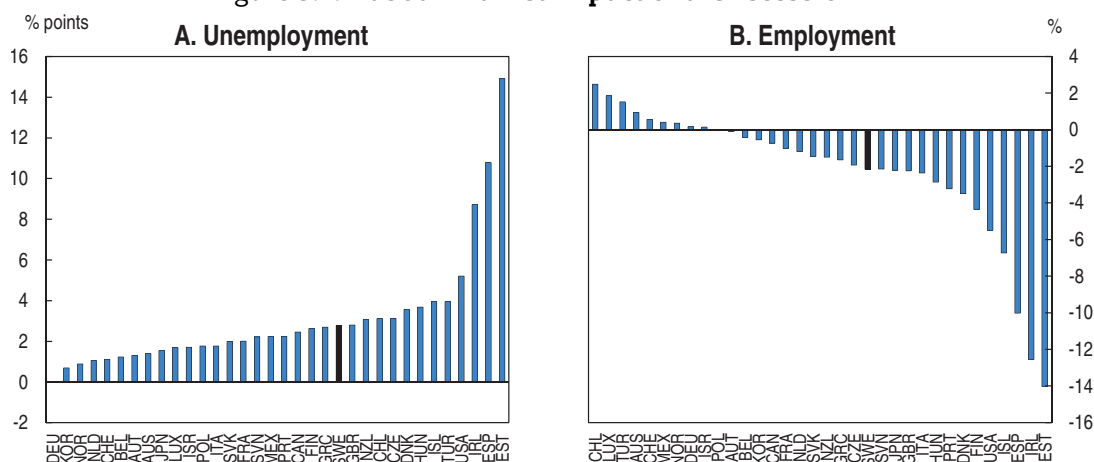 % points
A. Unemployment
16
14
12
10
8
6
4
2
0
-2
DEU
KOR
NOR
NLD
CHE
BEL
AUT
AUS
JPN
LUX
ISR
POL
ITA
SVK
FRA
SVN
MEX
PRT
CAN
FIN
GRC
SWE
GBR
NZL
CHL
CZE
DNK
HUN
ISL
TUR
USA
IRL
ESP
EST
B. Employment
%
4
2
0
-2
-4
-6
-8
-10
-12
-14
-16
CHL
LUX
TUR
AUS
CHE
MEX
NOR
DEU
ISR
POL
AUT
BEL
KOR
CAN
FRA
NLD
SVK
NZL
GRC
CZE
SWE
SVN
JPN
GBR
ITA
HUN
PRT
DNK
FIN
USA
ISL
ESP
IRL
EST